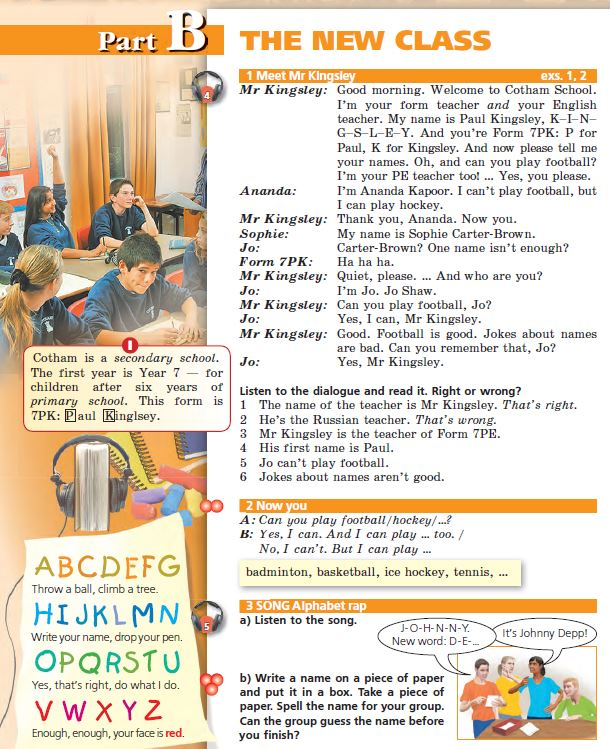 Part B
THE NEW CLASS
1 Meet Mr Kingsley exs. 1, 2
4
Mr Kingsley: Good morning. Welcome to Cotham School.
I'm your form teacher and your English
teacher. My name is Paul Kingsley, K–I–N–
G–S–L–E–Y. And you're Form 7PK: P for
Paul, K for Kingsley. And now please tell me
your names. Oh, and can you play football?
I'm your PE teacher too! ... Yes, you please.
Ananda: I'm Ananda Kapoor. I can't play football, but
I can play hockey.
Mr Kingsley: Thank you, Ananda. Now you.
Sophie: My name is Sophie Carter-Brown.
Jo: Carter-Brown? One name isn't enough?
Form 7PK: Ha ha ha.
Mr Kingsley: Quiet, please. ... And who are you?
Jo: I'm Jo. Jo Shaw.
Mr Kingsley: Can you play football, Jo?
Jo: Yes, I can, Mr Kingsley.
Mr Kingsley: Good. Football is good. Jokes about names
are bad. Can you remember that, Jo?
Jo: Yes, Mr Kingsley.
Cotham is a secondary school.
The first year is Year 7 — for
children after six years of
primary school. This form is
7PK: Paul Kinglsey.
Listen to the dialogue and read it. Right or wrong?
1 The name of the teacher is Mr Kingsley. That's right.
2 He's the Russian teacher. That's wrong.
3 Mr Kingsley is the teacher of Form 7PE.
4 His first name is Paul.
5 Jo can't play football.
6 Jokes about names aren't good.
2 Now you
A: Can you play football/hockey/...?
B: Yes, I can. And I can play ... too. /
No, I can't. But I can play ...
badminton, basketball, ice hockey, tennis, ...
3 SONG Alphabet rap
5
a) Listen to the song.
J-O-H-N-N-Y.
New word: D-E-...
It's Johnny Depp!
b) Write a name on a piece of paper
and put it in a box. Take a piece of
paper. Spell the name for your group.
Can the group guess the name before
you finish?
ABCDEFG
Throw a ball, climb a tree.
HIJKLMN
Write your name, drop your pen.
OPQRSTU
Yes, that's right, do what I do.
VWXYZ
Enough, enough, your face is red.